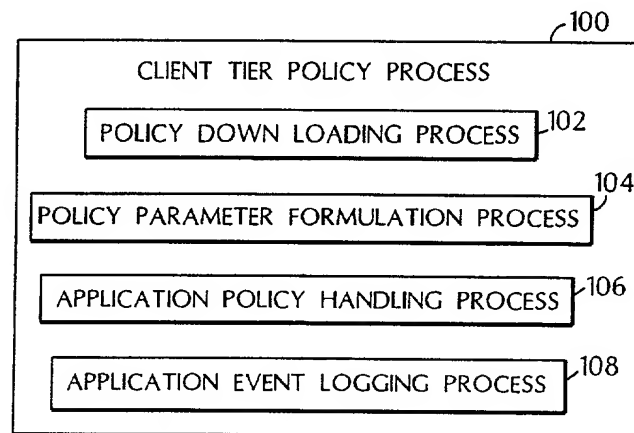 100
CLIENT TIER POLICY PROCESS
POLICY DOWN LOADING PROCESS 102
POLICY PARAMETER FORMULATION PROCESS 104
APPLICATION POLICY HANDLING PROCESS 106
APPLICATION EVENT LOGGING PROCESS 108